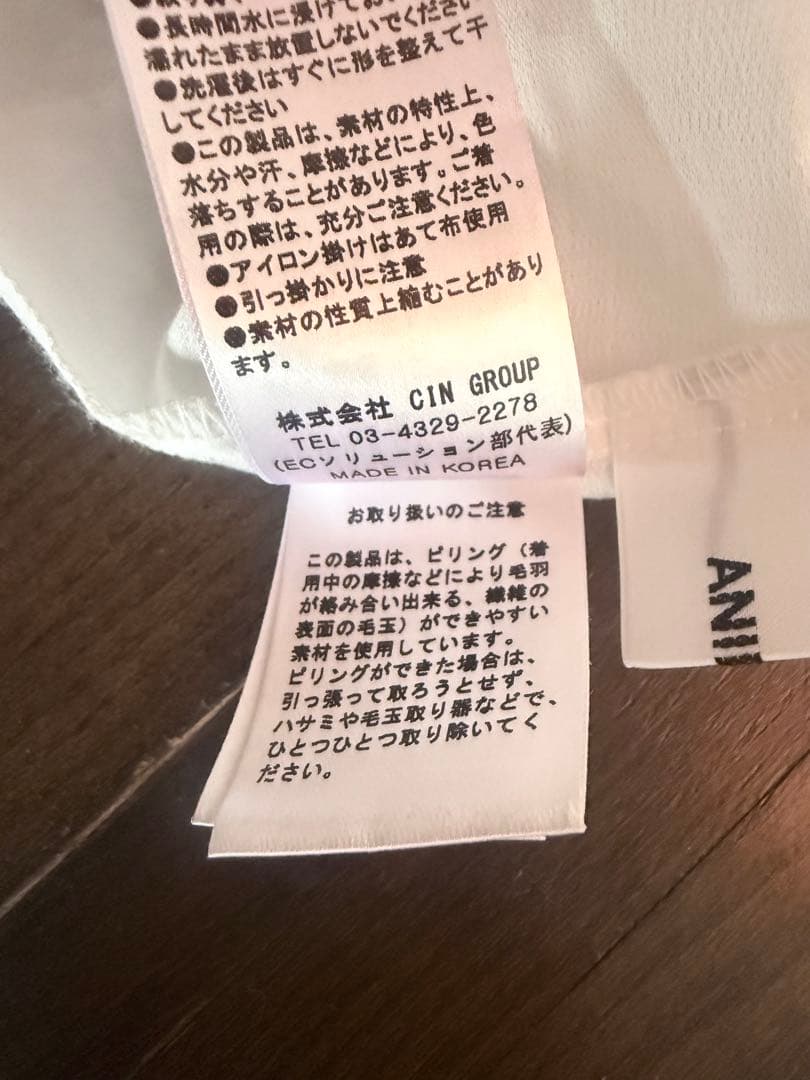 ●長時間水に浸けてお
濡れたまま放置しないでください
●洗濯後はすぐに形を整えて干
してください
●この製品は、素材の特性上、
水分や汗、摩擦などにより、色
落ちすることがあります。ご着
用の際は、充分ご注意ください。
●アイロン掛けはあて布使用
●引っ掛かりに注意
●素材の性質上縮むことがあり
ます。
株式会社 CIN GROUP
TEL 03-4329-2278
(ECソリューション部代表)
MADE IN KOREA
お取り扱いのご注意
この製品は、ピリング(着
用中の摩擦などにより毛羽
が絡み合い出来る、繊維の
表面の毛玉)ができやすい
素材を使用しています。
ピリングができた場合は、
引っ張って取ろうとせず、
ハサミや毛玉取り器などで、
ひとつひとつ取り除いてく
ださい。